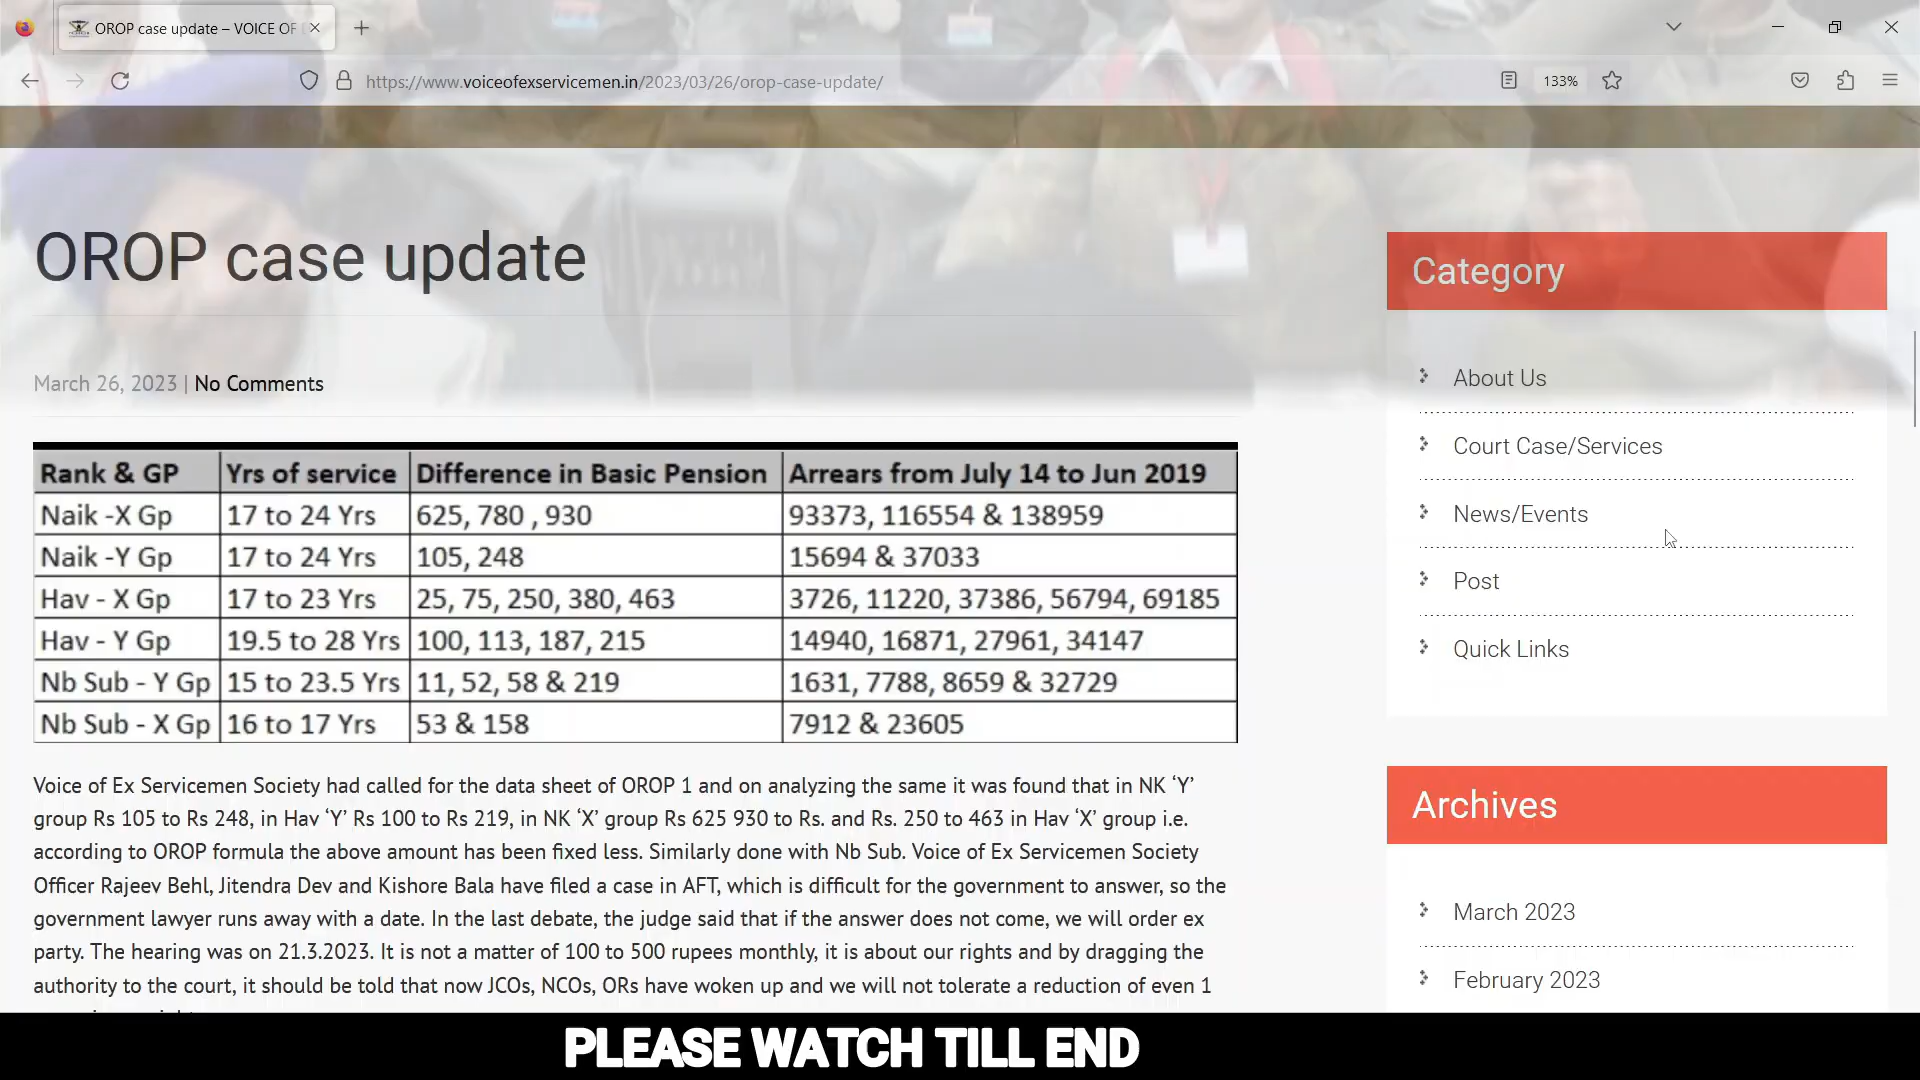 OROP case update – VOICE OF
https://www.voiceofexservicemen.in/2023/03/26/orop-case-update/
133%
OROP case update
March 26, 2023 | No Comments
Rank & GP Yrs of service Difference in Basic Pension Arrears from July 14 to Jun 2019
Naik -X Gp 17 to 24 Yrs 625, 780 , 930 93373, 116554 & 138959
Naik -Y Gp 17 to 24 Yrs 105, 248 15694 & 37033
Hav - X Gp 17 to 23 Yrs 25, 75, 250, 380, 463 3726, 11220, 37386, 56794, 69185
Hav - Y Gp 19.5 to 28 Yrs 100, 113, 187, 215 14940, 16871, 27961, 34147
Nb Sub - Y Gp 15 to 23.5 Yrs 11, 52, 58 & 219 1631, 7788, 8659 & 32729
Nb Sub - X Gp 16 to 17 Yrs 53 & 158 7912 & 23605
Voice of Ex Servicemen Society had called for the data sheet of OROP 1 and on analyzing the same it was found that in NK ‘Y’
group Rs 105 to Rs 248, in Hav ‘Y’ Rs 100 to Rs 219, in NK ‘X’ group Rs 625 930 to Rs. and Rs. 250 to 463 in Hav ‘X’ group i.e.
according to OROP formula the above amount has been fixed less. Similarly done with Nb Sub. Voice of Ex Servicemen Society
Officer Rajeev Behl, Jitendra Dev and Kishore Bala have filed a case in AFT, which is difficult for the government to answer, so the
government lawyer runs away with a date. In the last debate, the judge said that if the answer does not come, we will order ex
party. The hearing was on 21.3.2023. It is not a matter of 100 to 500 rupees monthly, it is about our rights and by dragging the
authority to the court, it should be told that now JCOs, NCOs, ORs have woken up and we will not tolerate a reduction of even 1
Category
About Us
Court Case/Services
News/Events
Post
Quick Links
Archives
March 2023
February 2023
PLEASE WATCH TILL END